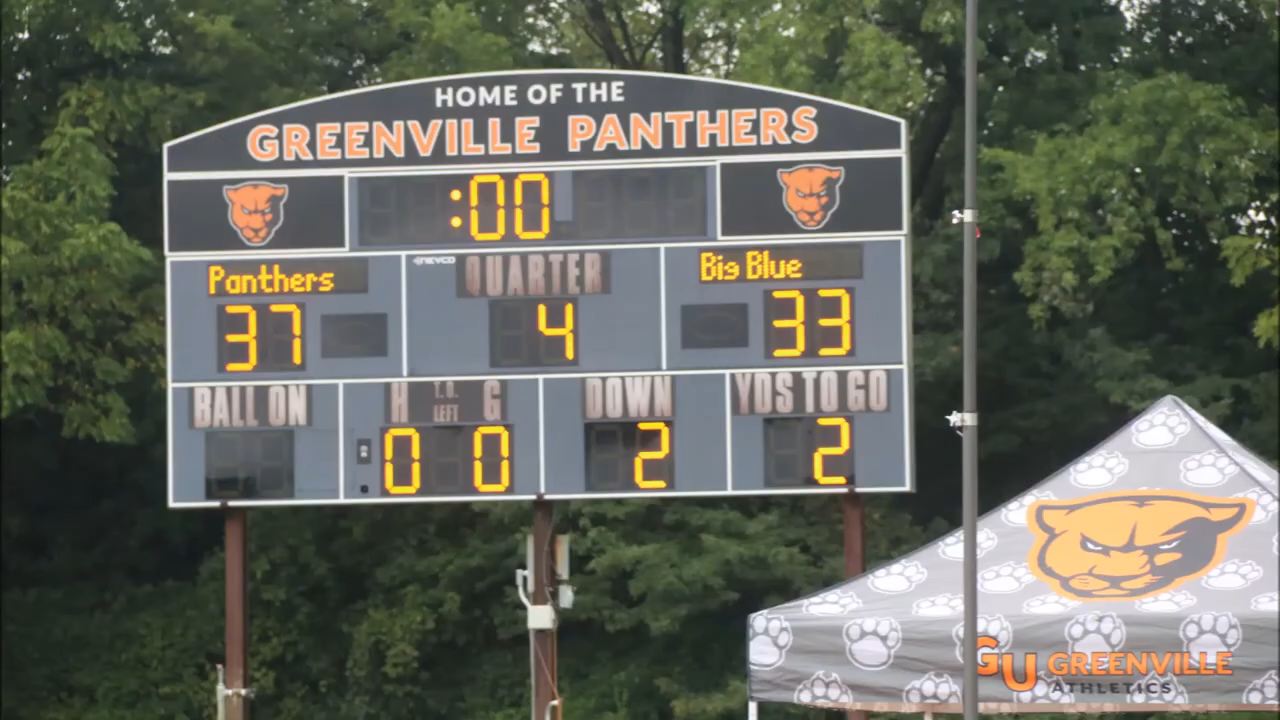 HOME OF THE
GREENVILLE PANTHERS
:00
Panthers
NEVCO
QUARTER
Big Blue
37
4
33
BALL ON
H T.O. LEFT G
DOWN
YDS TO GO
0 0
2
2
GU GREENVILLE
ATHLETICS